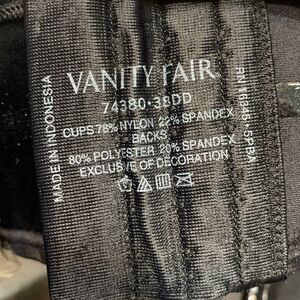 VANITY FAIR
74380•38DD
CUPS 78% NYLON 22% SPANDEX
BACKS
80% POLYESTER 20% SPANDEX
EXCLUSIVE OF DECORATION
MADE IN INDONESIA